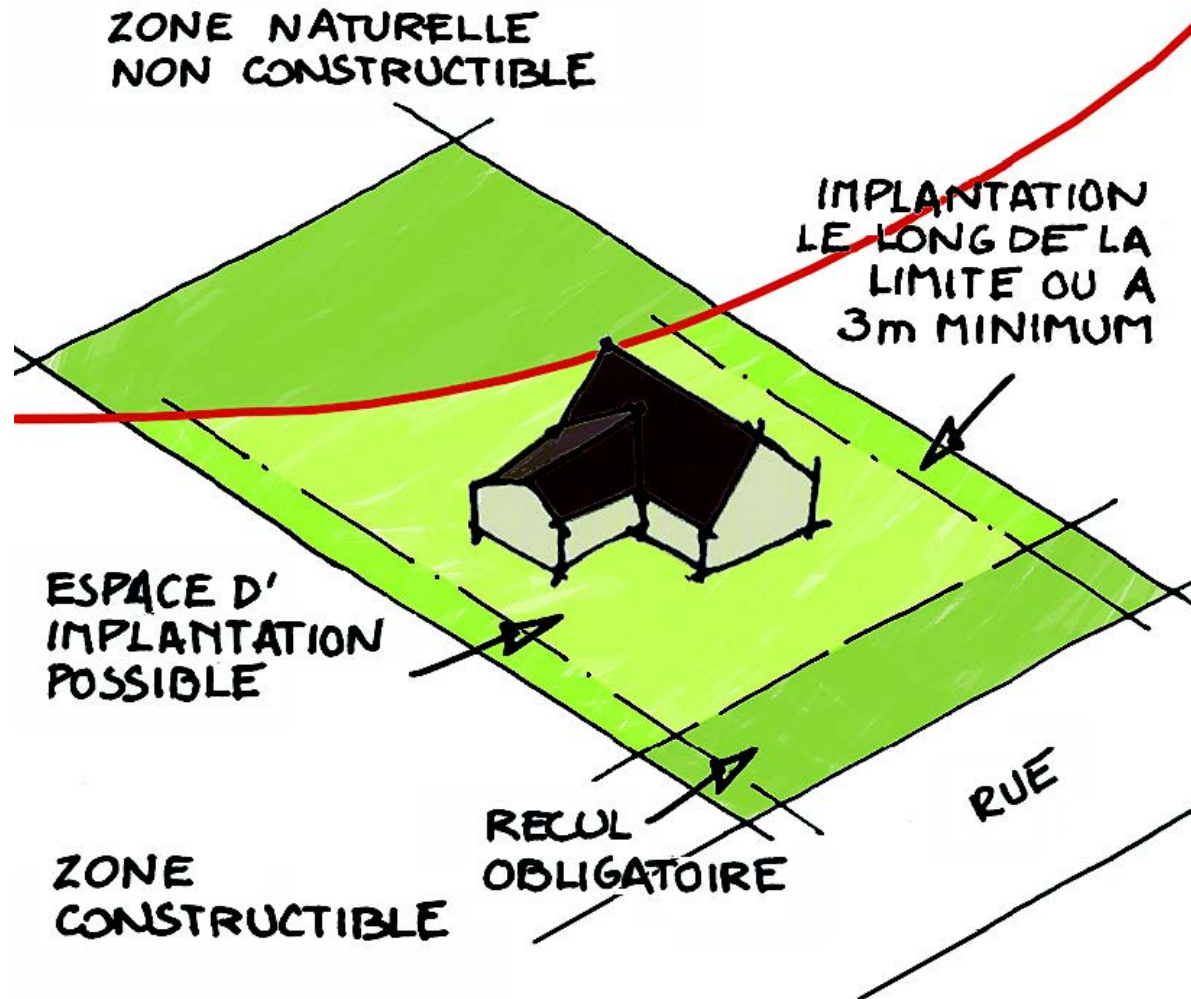 ZONE NATURELLE
NON CONSTRUCTIBLE
IMPLANTATION
LE LONG DE LA
LIMITE OU A
3m MINIMUM
ESPACE D'
IMPLANTATION
POSSIBLE
RECUL
OBLIGATOIRE
RUE
ZONE
CONSTRUCTIBLE